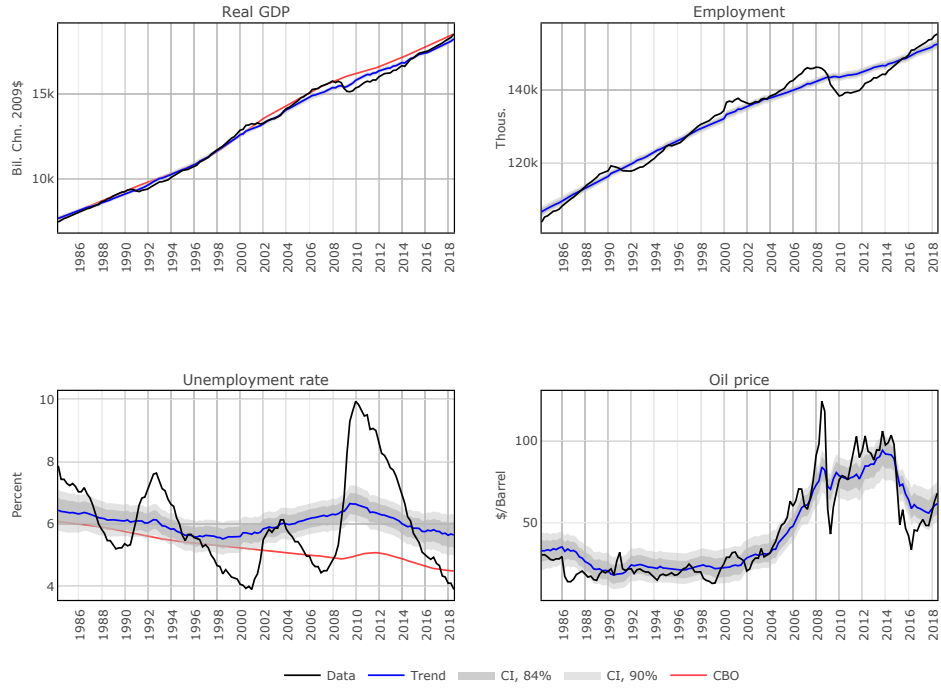 Real GDP
Employment
Bil. Chn. 2009$
15k
10k
1986 1988 1990 1992 1994 1996 1998 2000 2002 2004 2006 2008 2010 2012 2014 2016 2018
Thous.
140k
120k
1986 1988 1990 1992 1994 1996 1998 2000 2002 2004 2006 2008 2010 2012 2014 2016 2018
Unemployment rate
Oil price
Percent
10
8
6
4
1986 1988 1990 1992 1994 1996 1998 2000 2002 2004 2006 2008 2010 2012 2014 2016 2018
$/Barrel
100
50
1986 1988 1990 1992 1994 1996 1998 2000 2002 2004 2006 2008 2010 2012 2014 2016 2018
Data Trend CI, 84% CI, 90% CBO